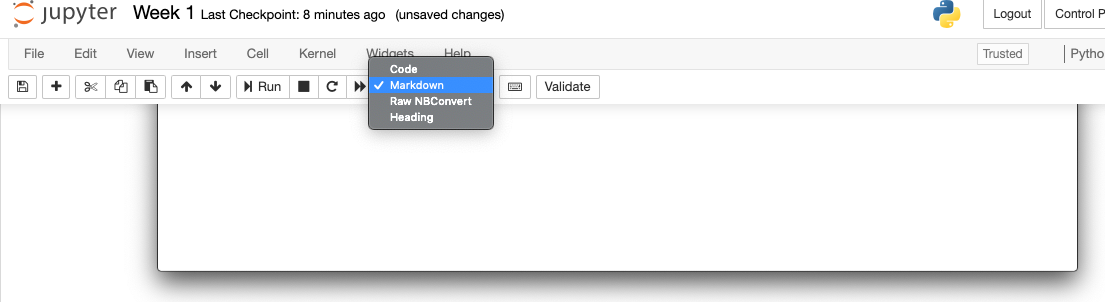 jupyter Week 1 Last Checkpoint: 8 minutes ago (unsaved changes) Logout Control P
File Edit View Insert Cell Kernel Widgets Help Trusted Pytho
Run Validate
Code
Markdown
Raw NBConvert
Heading